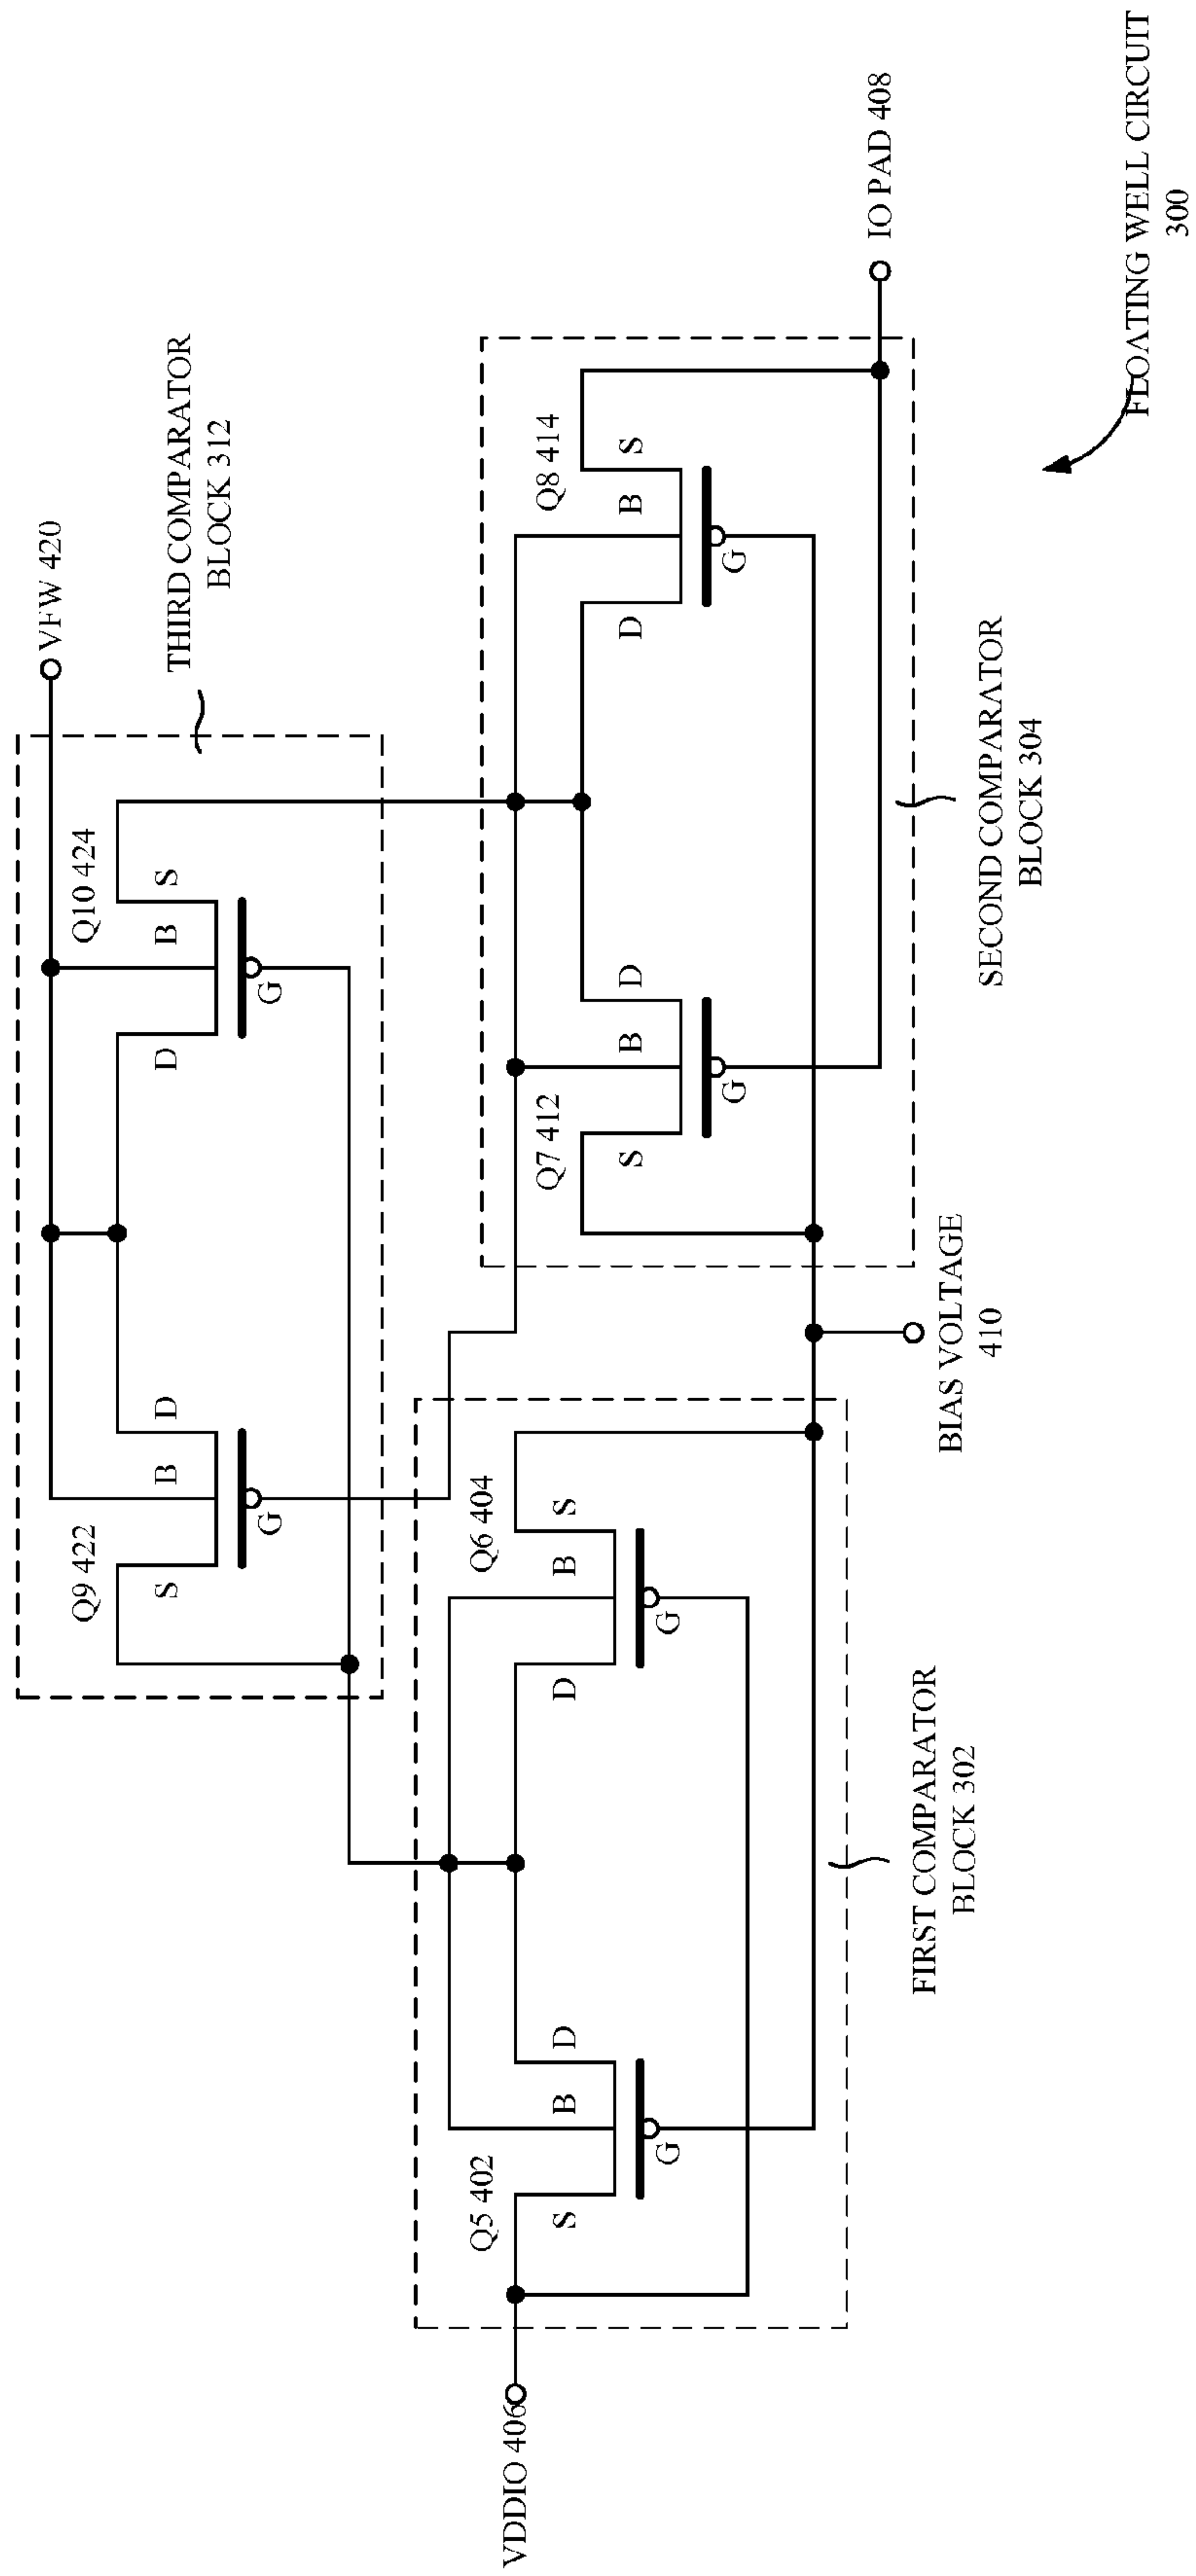 VFW 420
THIRD COMPARATOR
BLOCK 312
Q9 422
S
B
D
G
Q10 424
D
B
S
G
VDDIO 406
Q5 402
S
B
D
G
Q6 404
D
B
S
G
FIRST COMPARATOR
BLOCK 302
BIAS VOLTAGE
410
Q7 412
S
B
D
G
Q8 414
D
B
S
G
IO PAD 408
SECOND COMPARATOR
BLOCK 304
FLOATING WELL CIRCUIT
300